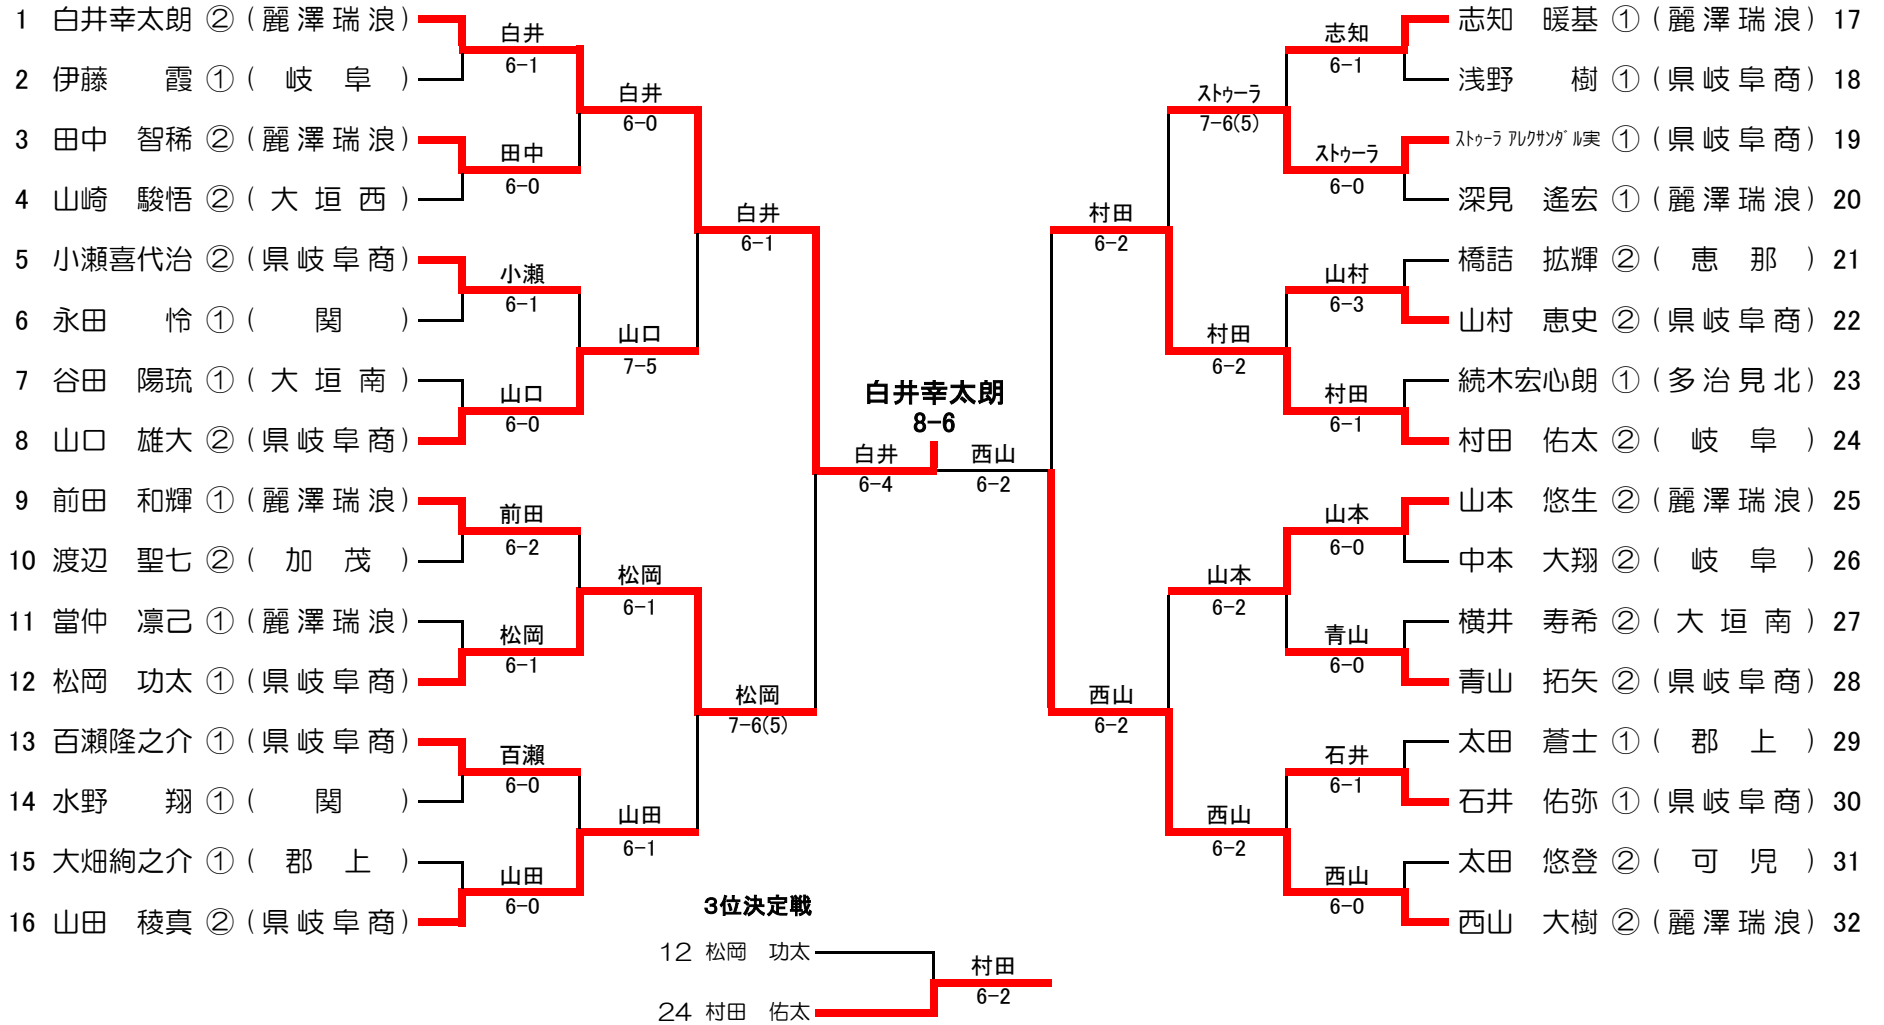 1 白井幸太朗 ② (麗澤瑞浪)
2 伊藤 霞 ① ( 岐 阜 )
3 田中 智稀 ② (麗澤瑞浪)
4 山崎 駿悟 ② (大垣西)
5 小瀬喜代治 ② (県岐阜商)
6 永田 怜 ① ( 関 )
7 谷田 陽琉 ① (大垣南)
8 山口 雄大 ② (県岐阜商)
9 前田 和輝 ① (麗澤瑞浪)
10 渡辺 聖七 ② ( 加 茂 )
11 當仲 凛己 ① (麗澤瑞浪)
12 松岡 功太 ① (県岐阜商)
13 百瀬隆之介 ① (県岐阜商)
14 水野 翔 ① ( 関 )
15 大畑絢之介 ① ( 郡 上 )
16 山田 稜真 ② (県岐阜商)
白井
6-1
田中
6-0
小瀬
6-1
山口
6-0
前田
6-2
松岡
6-1
百瀬
6-0
山田
6-0
白井
6-0
山口
7-5
松岡
6-1
山田
6-1
白井
6-1
松岡
7-6(5)
白井
6-4
白井幸太朗
8-6
西山
6-2
村田
6-2
西山
6-2
ストゥーラ
7-6(5)
村田
6-2
山本
6-2
西山
6-2
志知
6-1
ストゥーラ
6-0
山村
6-3
村田
6-1
山本
6-0
青山
6-0
石井
6-1
西山
6-0
志知 暖基 ① (麗澤瑞浪) 17
浅野 樹 ① (県岐阜商) 18
ストゥーラ アレクサンダル実 ① (県岐阜商) 19
深見 遙宏 ① (麗澤瑞浪) 20
橋詰 拡輝 ② ( 恵 那 ) 21
山村 恵史 ② (県岐阜商) 22
続木宏心朗 ① (多治見北) 23
村田 佑太 ② ( 岐 阜 ) 24
山本 悠生 ② (麗澤瑞浪) 25
中本 大翔 ② ( 岐 阜 ) 26
横井 寿希 ② (大垣南) 27
青山 拓矢 ② (県岐阜商) 28
太田 蒼士 ① ( 郡 上 ) 29
石井 佑弥 ① (県岐阜商) 30
太田 悠登 ② ( 可 児 ) 31
西山 大樹 ② (麗澤瑞浪) 32
3位決定戦
12 松岡 功太
24 村田 佑太
村田
6-2